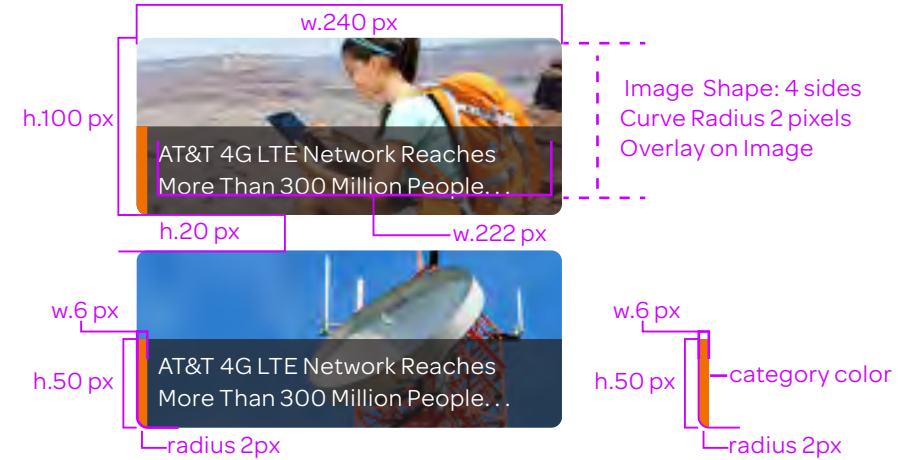 w.240 px
h.100 px
Image Shape: 4 sides
Curve Radius 2 pixels
Overlay on Image
AT&T 4G LTE Network Reaches
More Than 300 Million People...
h.20 px
w.222 px
w.6 px
w.6 px
AT&T 4G LTE Network Reaches
More Than 300 Million People...
h.50 px
h.50 px
category color
radius 2px
radius 2px